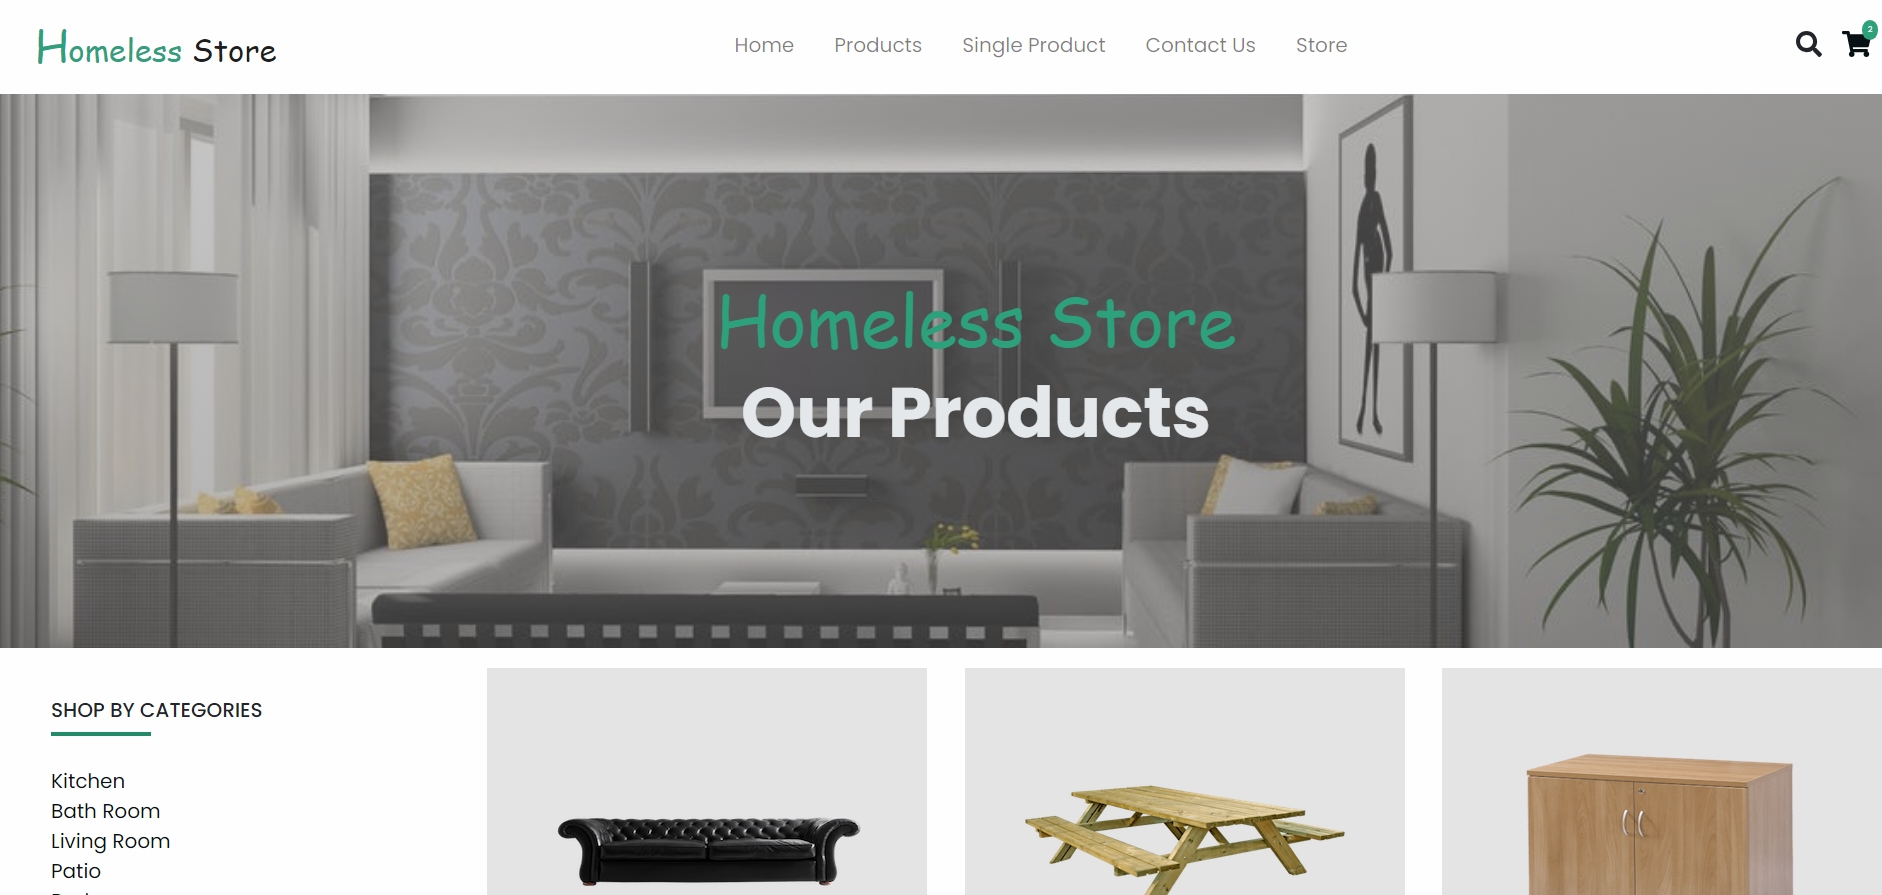 Homeless Store
Home Products Single Product Contact Us Store
2
Homeless Store
Our Products
SHOP BY CATEGORIES
Kitchen
Bath Room
Living Room
Patio